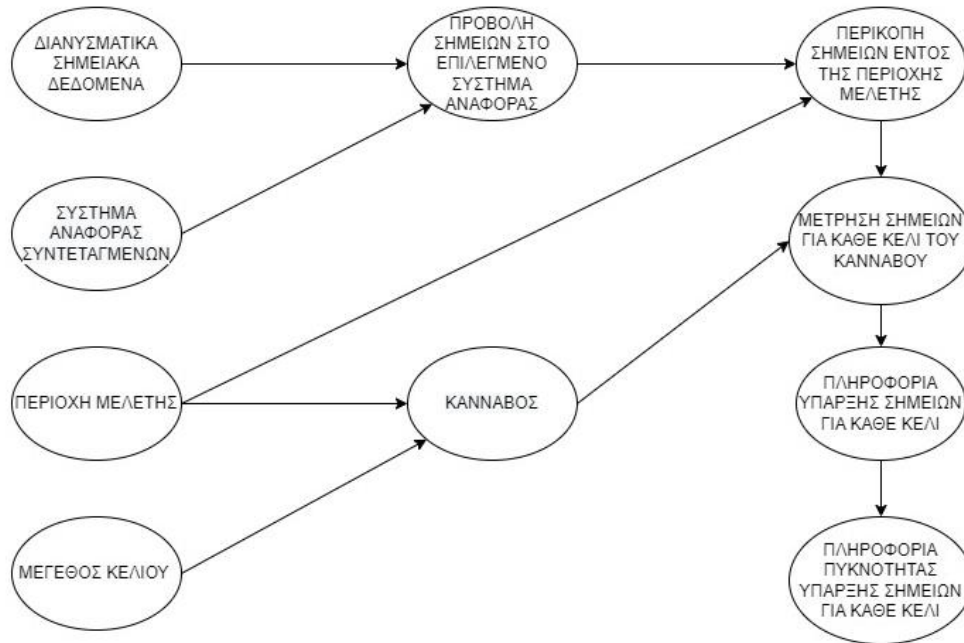 ΔΙΑΝΥΣΜΑΤΙΚΑ
ΣΗΜΕΙΑΚΑ
ΔΕΔΟΜΕΝΑ
ΠΡΟΒΟΛΗ
ΣΗΜΕΙΩΝ ΣΤΟ
ΕΠΙΛΕΓΜΕΝΟ
ΣΥΣΤΗΜΑ
ΑΝΑΦΟΡΑΣ
ΠΕΡΙΚΟΠΗ
ΣΗΜΕΙΩΝ ΕΝΤΟΣ
ΤΗΣ ΠΕΡΙΟΧΗΣ
ΜΕΛΕΤΗΣ
ΣΥΣΤΗΜΑ
ΑΝΑΦΟΡΑΣ
ΣΥΝΤΕΤΑΓΜΕΝΩΝ
ΜΕΤΡΗΣΗ ΣΗΜΕΙΩΝ
ΓΙΑ ΚΑΘΕ ΚΕΛΙ ΤΟΥ
ΚΑΝΝΑΒΟΥ
ΠΕΡΙΟΧΗ ΜΕΛΕΤΗΣ
ΚΑΝΝΑΒΟΣ
ΠΛΗΡΟΦΟΡΙΑ
ΥΠΑΡΞΗΣ ΣΗΜΕΙΩΝ
ΓΙΑ ΚΑΘΕ ΚΕΛΙ
ΜΕΓΕΘΟΣ ΚΕΛΙΟΥ
ΠΛΗΡΟΦΟΡΙΑ
ΠΥΚΝΟΤΗΤΑΣ
ΥΠΑΡΞΗΣ ΣΗΜΕΙΩΝ
ΓΙΑ ΚΑΘΕ ΚΕΛΙ